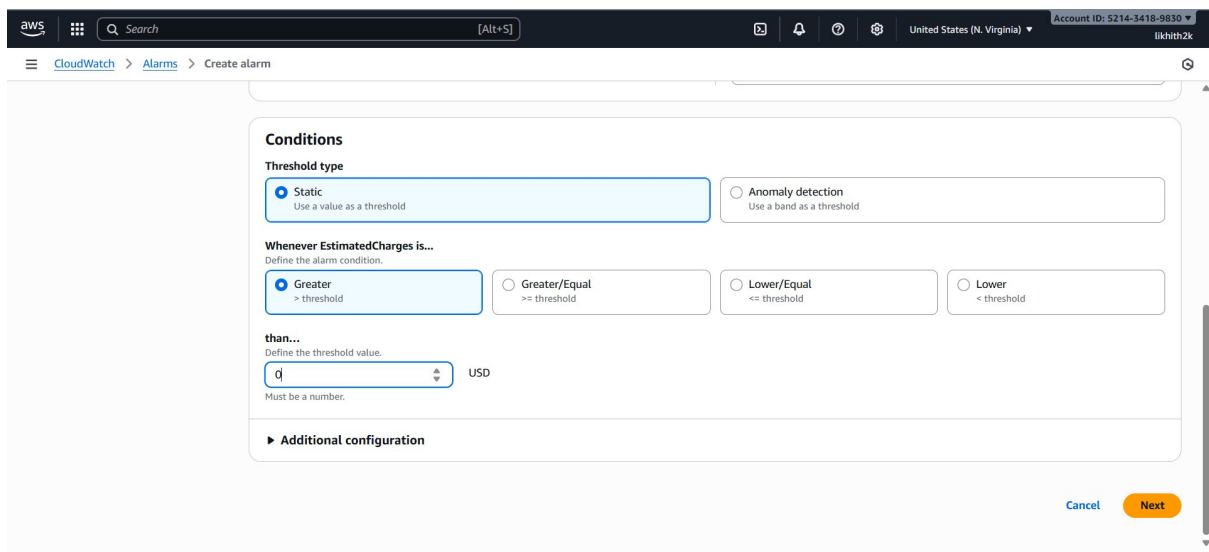 aws
Search [Alt+S]
United States (N. Virginia) ▼
Account ID: 5214-3418-9830 ▼
likhith2k
CloudWatch > Alarms > Create alarm
Conditions
Threshold type
Static
Use a value as a threshold
Anomaly detection
Use a band as a threshold
Whenever EstimatedCharges is...
Define the alarm condition.
Greater
> threshold
Greater/Equal
>= threshold
Lower/Equal
<= threshold
Lower
< threshold
than...
Define the threshold value.
0 USD
Must be a number.
Additional configuration
Cancel Next